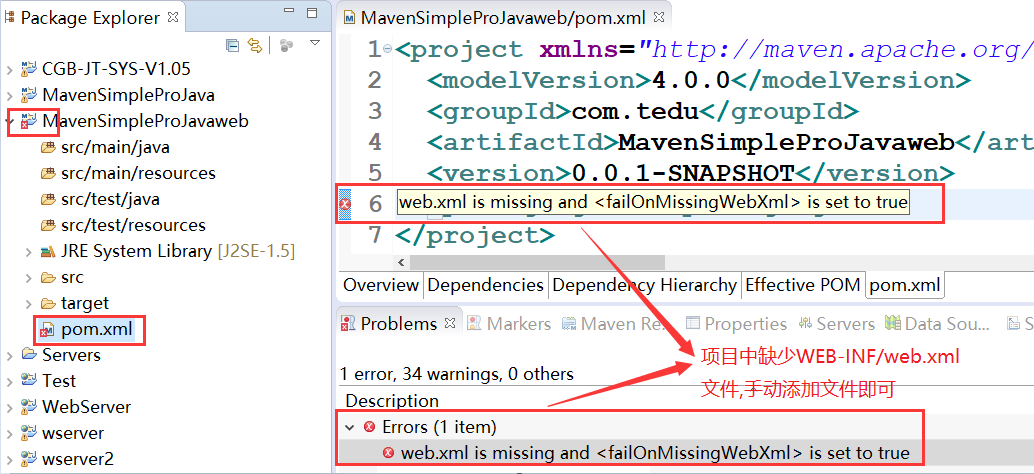 Package Explorer
CGB-JT-SYS-V1.05
MavenSimpleProJava
MavenSimpleProJavaweb
src/main/java
src/main/resources
src/test/java
src/test/resources
JRE System Library [J2SE-1.5]
src
target
pom.xml
Servers
Test
WebServer
wserver
wserver2
MavenSimpleProJavaweb/pom.xml
1 <project xmlns="http://maven.apache.org/
2 <modelVersion>4.0.0</modelVersion>
3 <groupId>com.tedu</groupId>
4 <artifactId>MavenSimpleProJavaweb</art
5 <version>0.0.1-SNAPSHOT</version>
6 web.xml is missing and <failOnMissingWebXml> is set to true
7 </project>
Overview Dependencies Dependency Hierarchy Effective POM pom.xml
Problems Markers Maven Re... Properties Servers Data Sou... S
项目中缺少WEB-INF/web.xml
文件,手动添加文件即可
1 error, 34 warnings, 0 others
Description
Errors (1 item)
web.xml is missing and <failOnMissingWebXml> is set to true